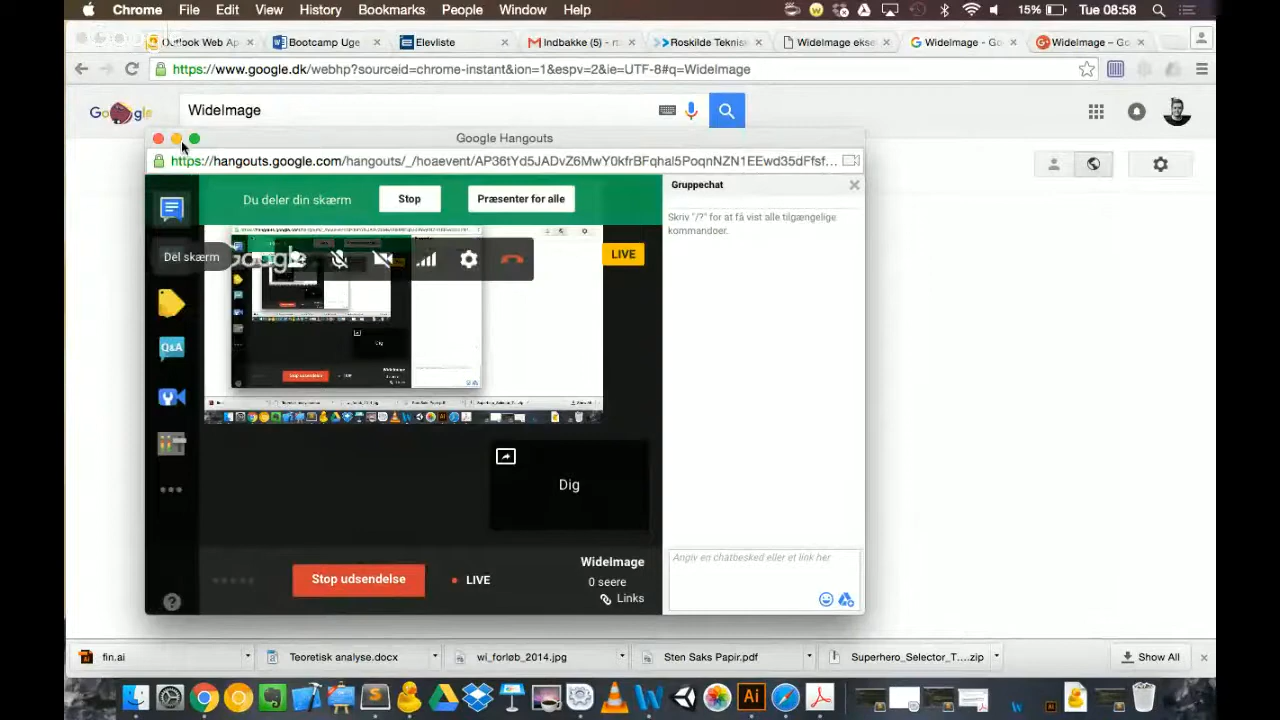 Chrome File Edit View History Bookmarks People Window Help 15% Tue 08:58
Outlook Web Ap
Bootcamp Uge
Elevliste
Indbakke (5) - r
Roskilde Teknis
WideImage ekse
WideImage - Go
WideImage – Go
https://www.google.dk/webhp?sourceid=chrome-instant&ion=1&espv=2&ie=UTF-8#q=WideImage
WideImage
Google Hangouts
https://hangouts.google.com/hangouts/_/hoaevent/AP36tYd5JADvZ6MwY0kfrBFqhal5PoqnNZN1EEwd35dFfsf...
Gruppechat
Du deler din skærm
Stop
Præsenter for alle
Skriv "/?" for at få vist alle tilgængelige
kommandoer.
LIVE
Del skærm
Q&A
Dig
WideImage
Angiv en chatbesked eller et link her
Stop udsendelse
LIVE
0 seere
Links
fin.ai
Teoretisk analyse.docx
wi_forløb_2014.jpg
Sten Saks Papir.pdf
Superhero_Selector_T....zip
Show All
Ai